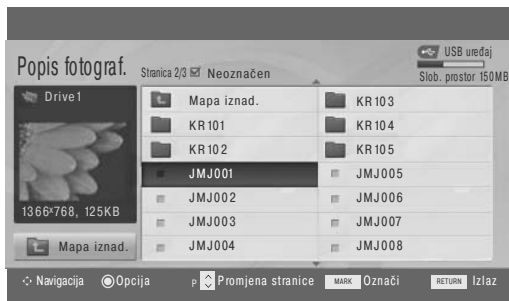 USB uređaj
Popis fotograf. Stranica 2/3 Neoznačen
Slob. prostor 150MB
Drive1
1366x768, 125KB
Mapa iznad.
Mapa iznad.
KR101
KR102
JMJ001
JMJ002
JMJ003
JMJ004
KR103
KR104
KR105
JMJ005
JMJ006
JMJ007
JMJ008
Navigacija Opcija P Promjena stranice MARK Označi RETURN Izlaz